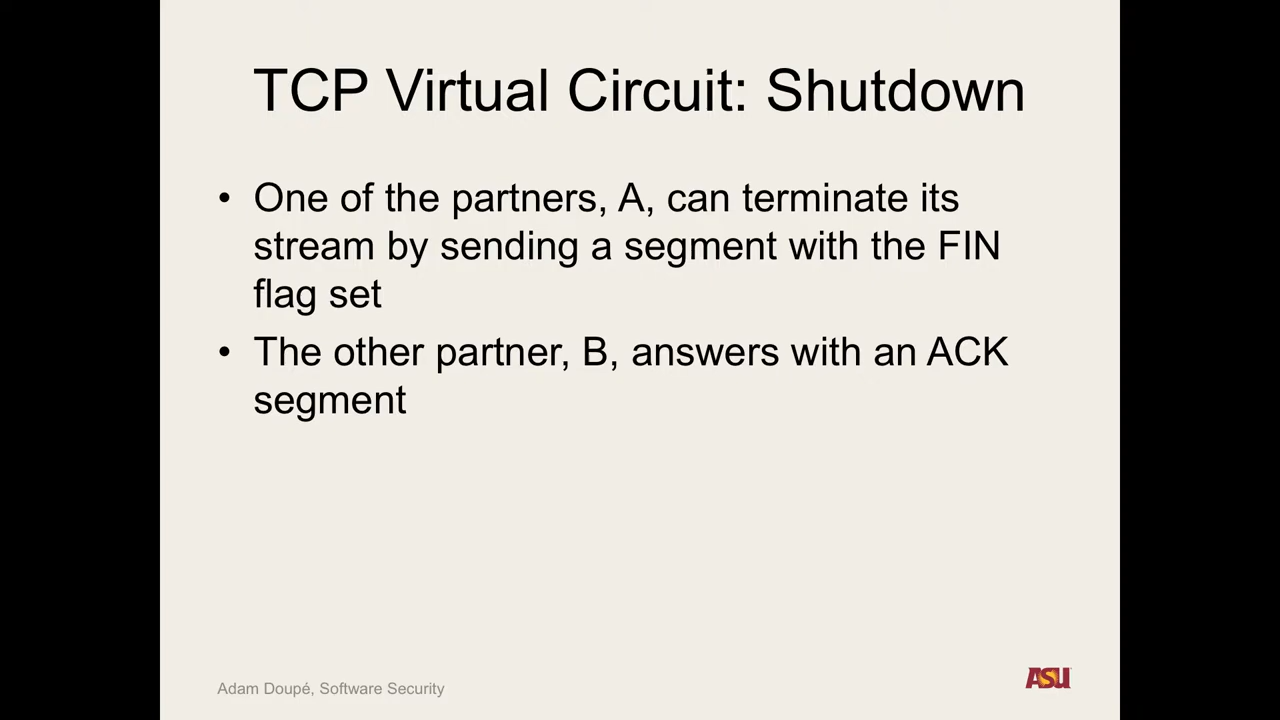 TCP Virtual Circuit: Shutdown
• One of the partners, A, can terminate its
stream by sending a segment with the FIN
flag set
• The other partner, B, answers with an ACK
segment
Adam Doupé, Software Security
ASU